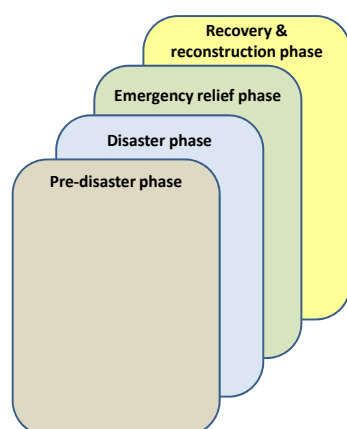 Recovery &
reconstruction phase
Emergency relief phase
Disaster phase
Pre-disaster phase